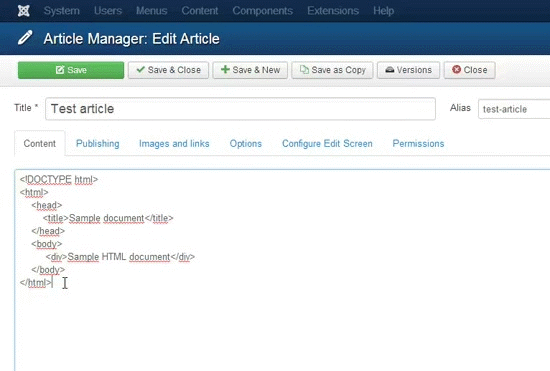 System Users Menus Content Components Extensions Help
Article Manager: Edit Article
Save Save & Close Save & New Save as Copy Versions Close
Title * Test article Alias test-article
Content Publishing Images and links Options Configure Edit Screen Permissions
<!DOCTYPE html>
<html>
<head>
<title>Sample document</title>
</head>
<body>
<div>Sample HTML document</div>
</body>
</html>